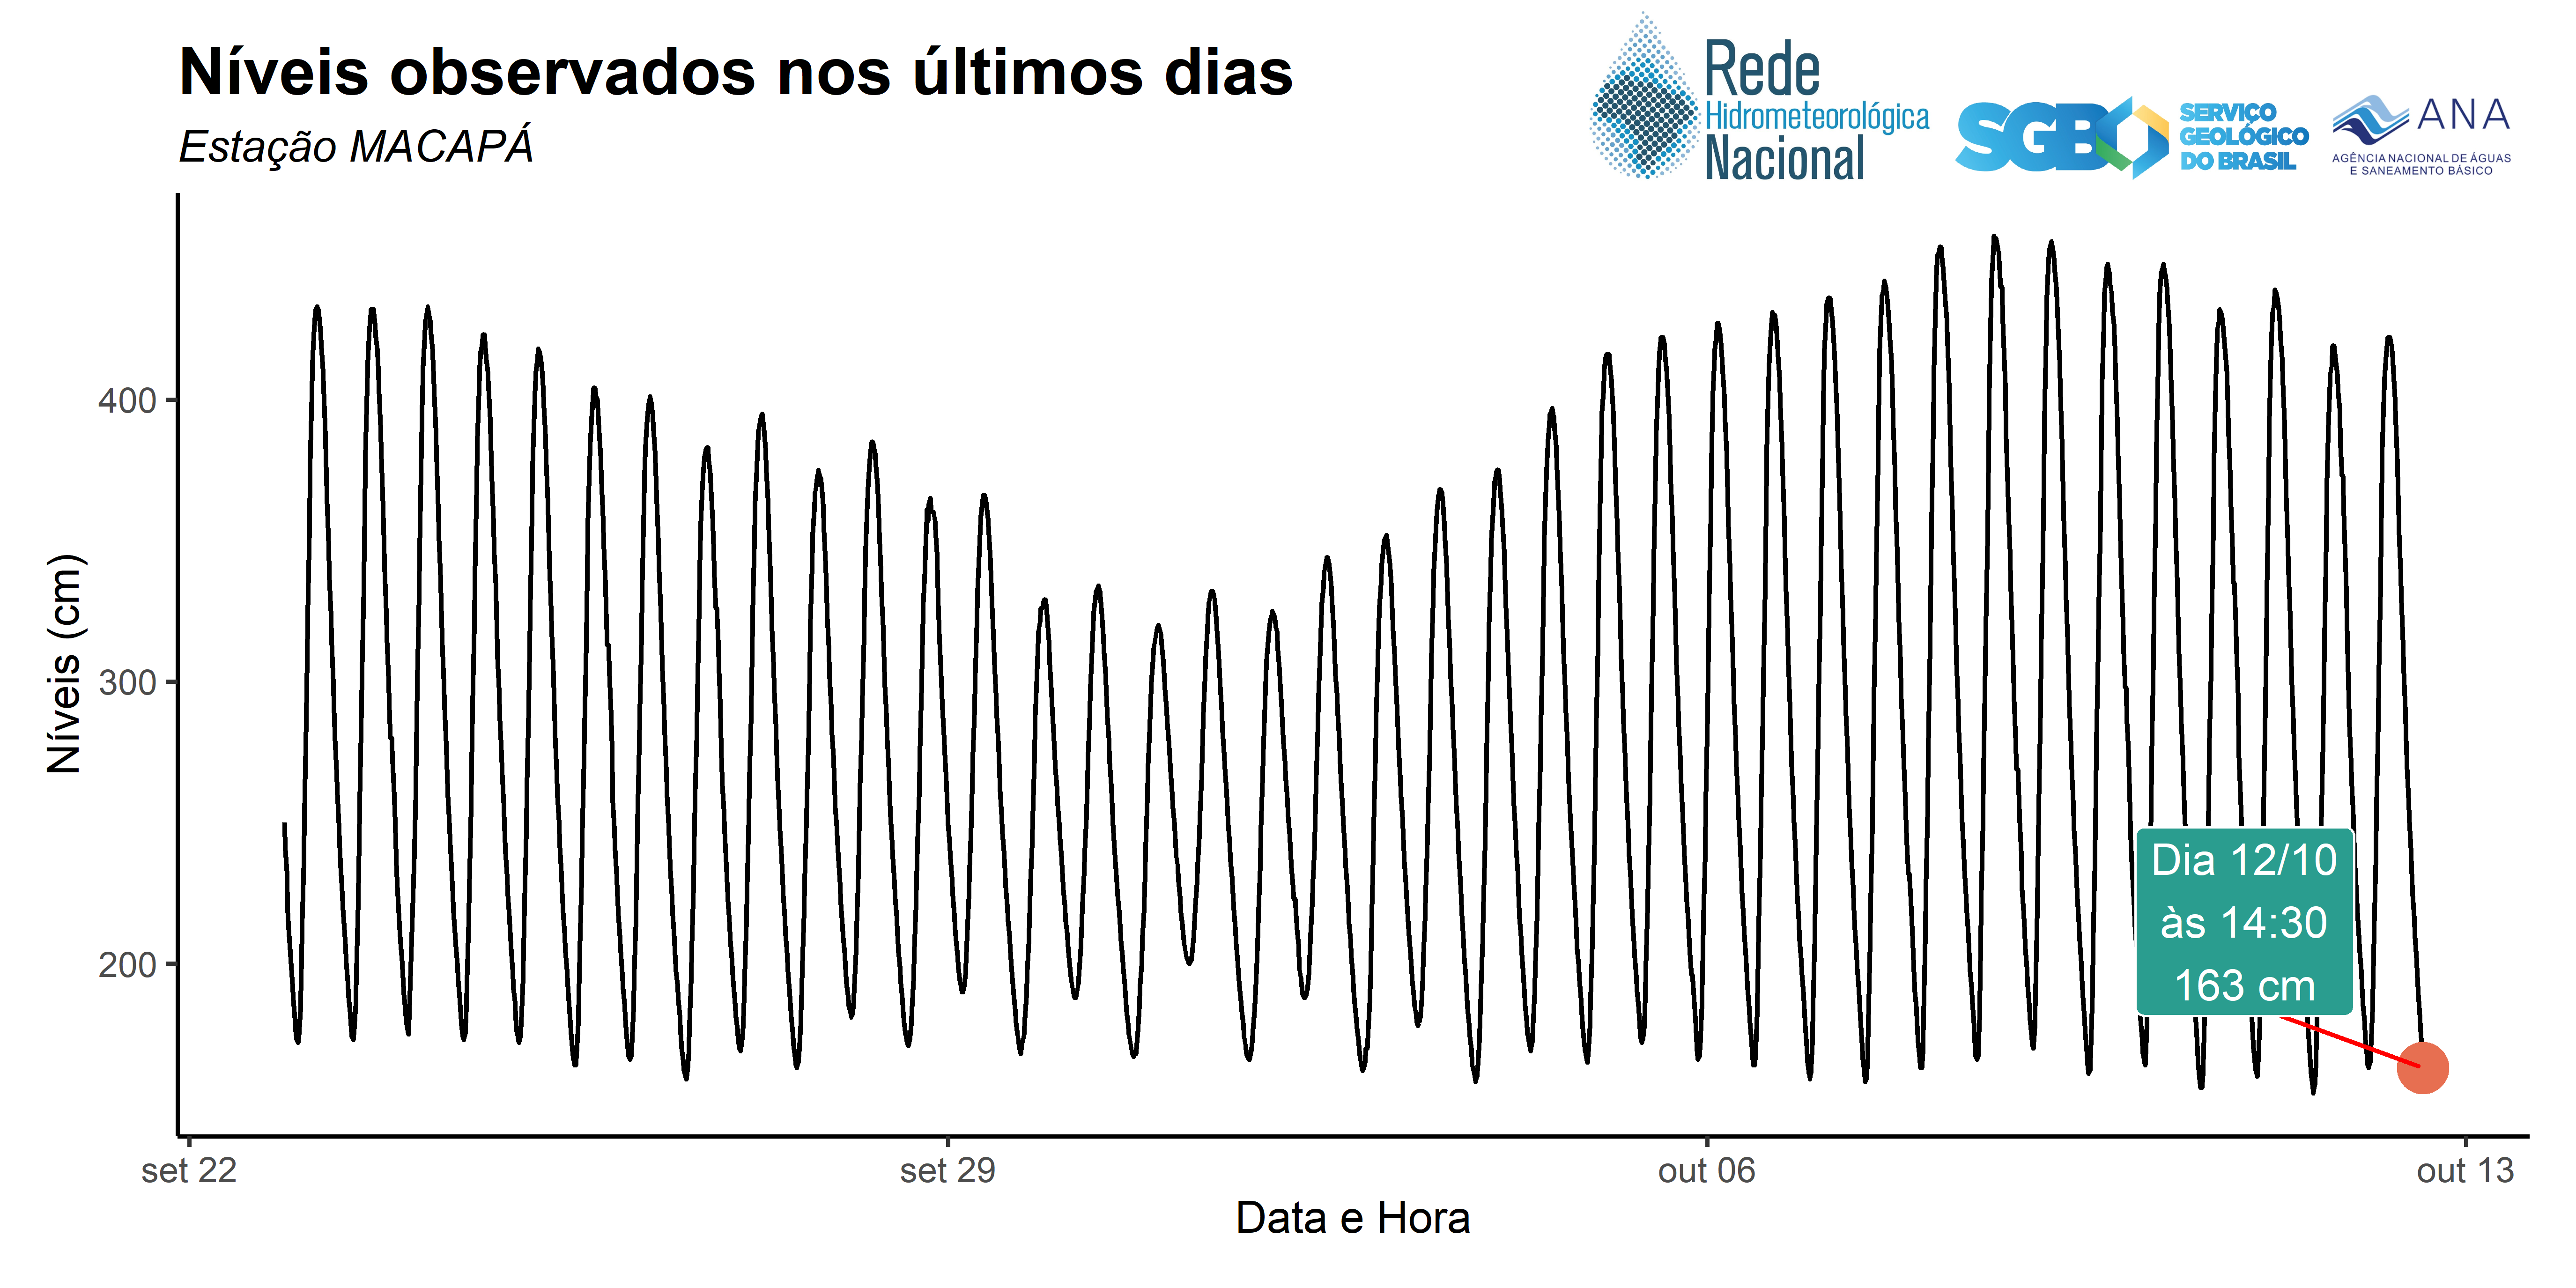 Níveis observados nos últimos dias
Estação MACAPÁ
Rede
Hidrometeorológica
Nacional
SGB
SERVIÇO
GEOLÓGICO
DO BRASIL
ANA
AGÊNCIA NACIONAL DE ÁGUAS
E SANEAMENTO BÁSICO
Níveis (cm)
400
300
200
Dia 12/10
às 14:30
163 cm
set 22
set 29
out 06
out 13
Data e Hora